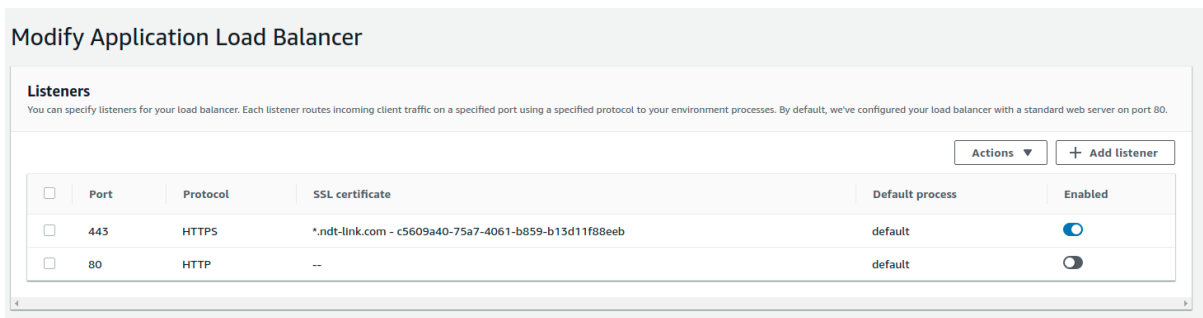 Modify Application Load Balancer
Listeners
You can specify listeners for your load balancer. Each listener routes incoming client traffic on a specified port using a specified protocol to your environment processes. By default, we've configured your load balancer with a standard web server on port 80.
Actions ▼ + Add listener
Port Protocol SSL certificate Default process Enabled
443 HTTPS *.ndt-link.com - c5609a40-75a7-4061-b859-b13d11f88eeb default
80 HTTP -- default